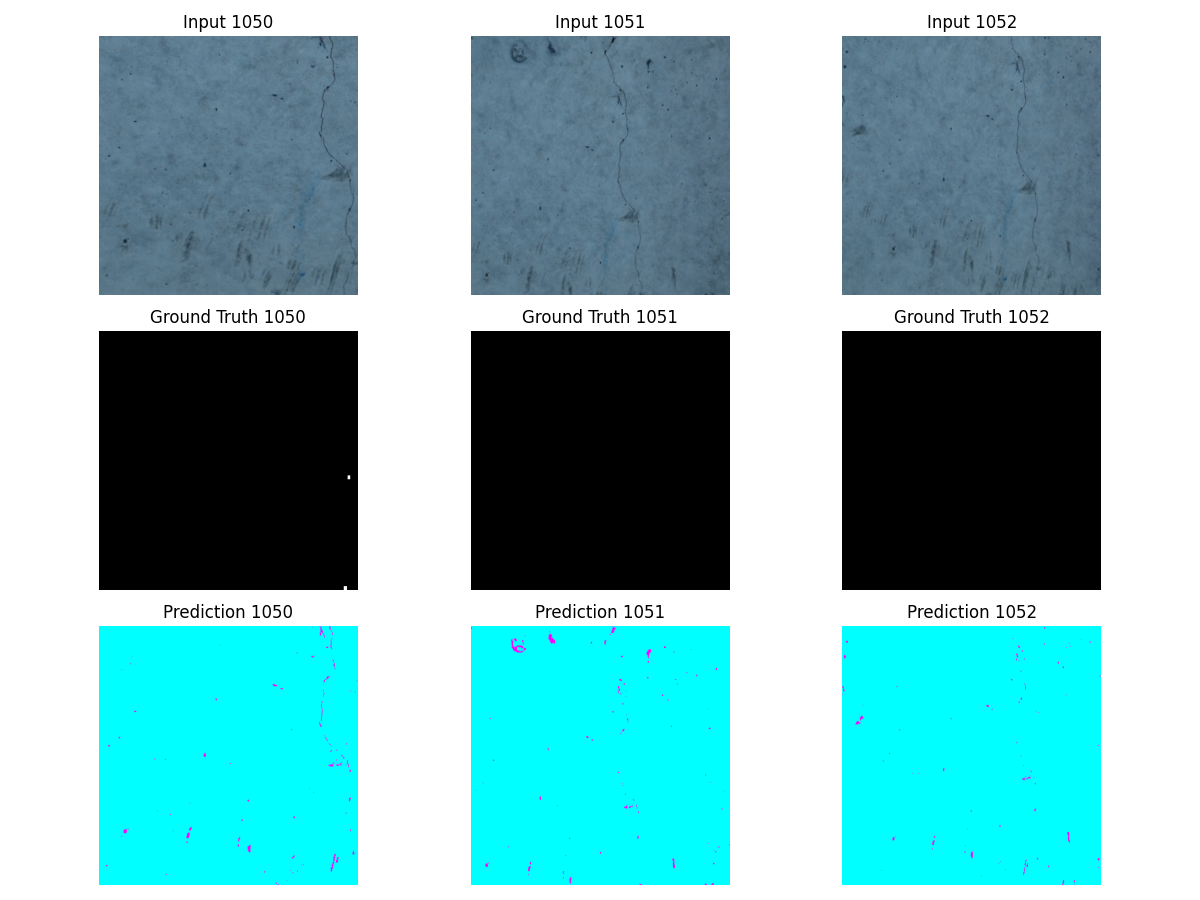 Input 1050
Input 1051
Input 1052
Ground Truth 1050
Ground Truth 1051
Ground Truth 1052
Prediction 1050
Prediction 1051
Prediction 1052